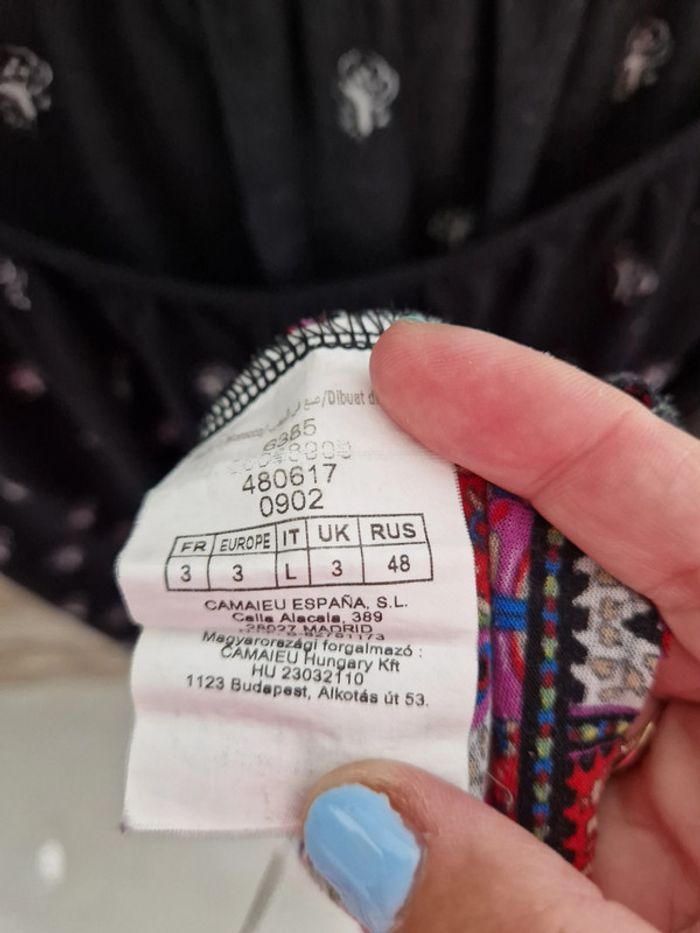 /Dibuat d
6385
480617
0902
FR EUROPE IT UK RUS
3 3 L 3 48
CAMAIEU ESPAÑA, S.L.
Calle Alacala, 389
28027 MADRID
Magyarországi forgalmazó :
CAMAIEU Hungary Kft
HU 23032110
1123 Budapest, Alkotás út 53.